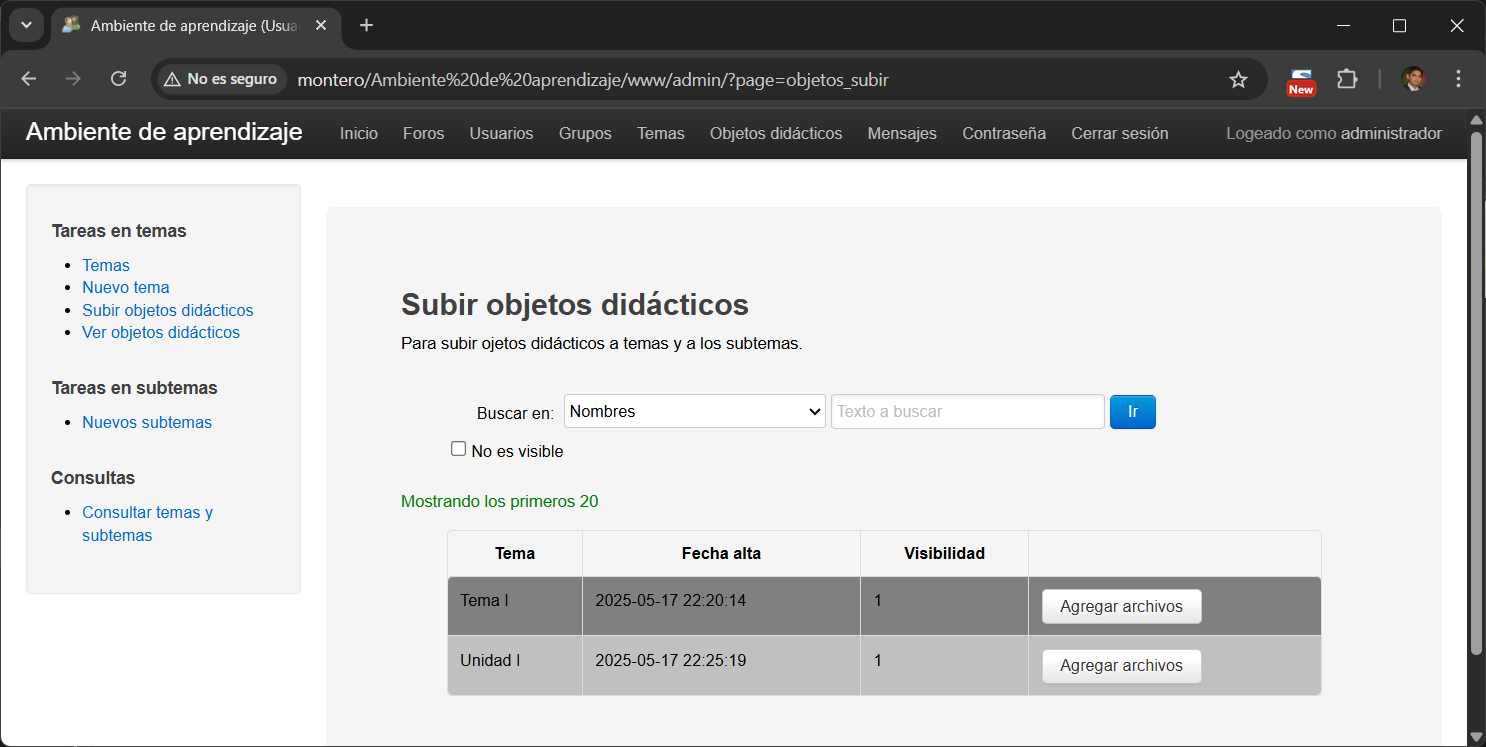 Ambiente de aprendizaje (Usua
No es seguro
montero/Ambiente%20de%20aprendizaje/www/admin/?page=objetos_subir
New
Ambiente de aprendizaje Inicio Foros Usuarios Grupos Temas Objetos didácticos Mensajes Contraseña Cerrar sesión Logeado como administrador
Tareas en temas
Temas
Nuevo tema
Subir objetos didácticos
Ver objetos didácticos
Tareas en subtemas
Nuevos subtemas
Consultas
Consultar temas y
subtemas
Subir objetos didácticos
Para subir ojetos didácticos a temas y a los subtemas.
Buscar en: Nombres Texto a buscar Ir
No es visible
Mostrando los primeros 20
Tema Fecha alta Visibilidad
Tema I 2025-05-17 22:20:14 1 Agregar archivos
Unidad I 2025-05-17 22:25:19 1 Agregar archivos